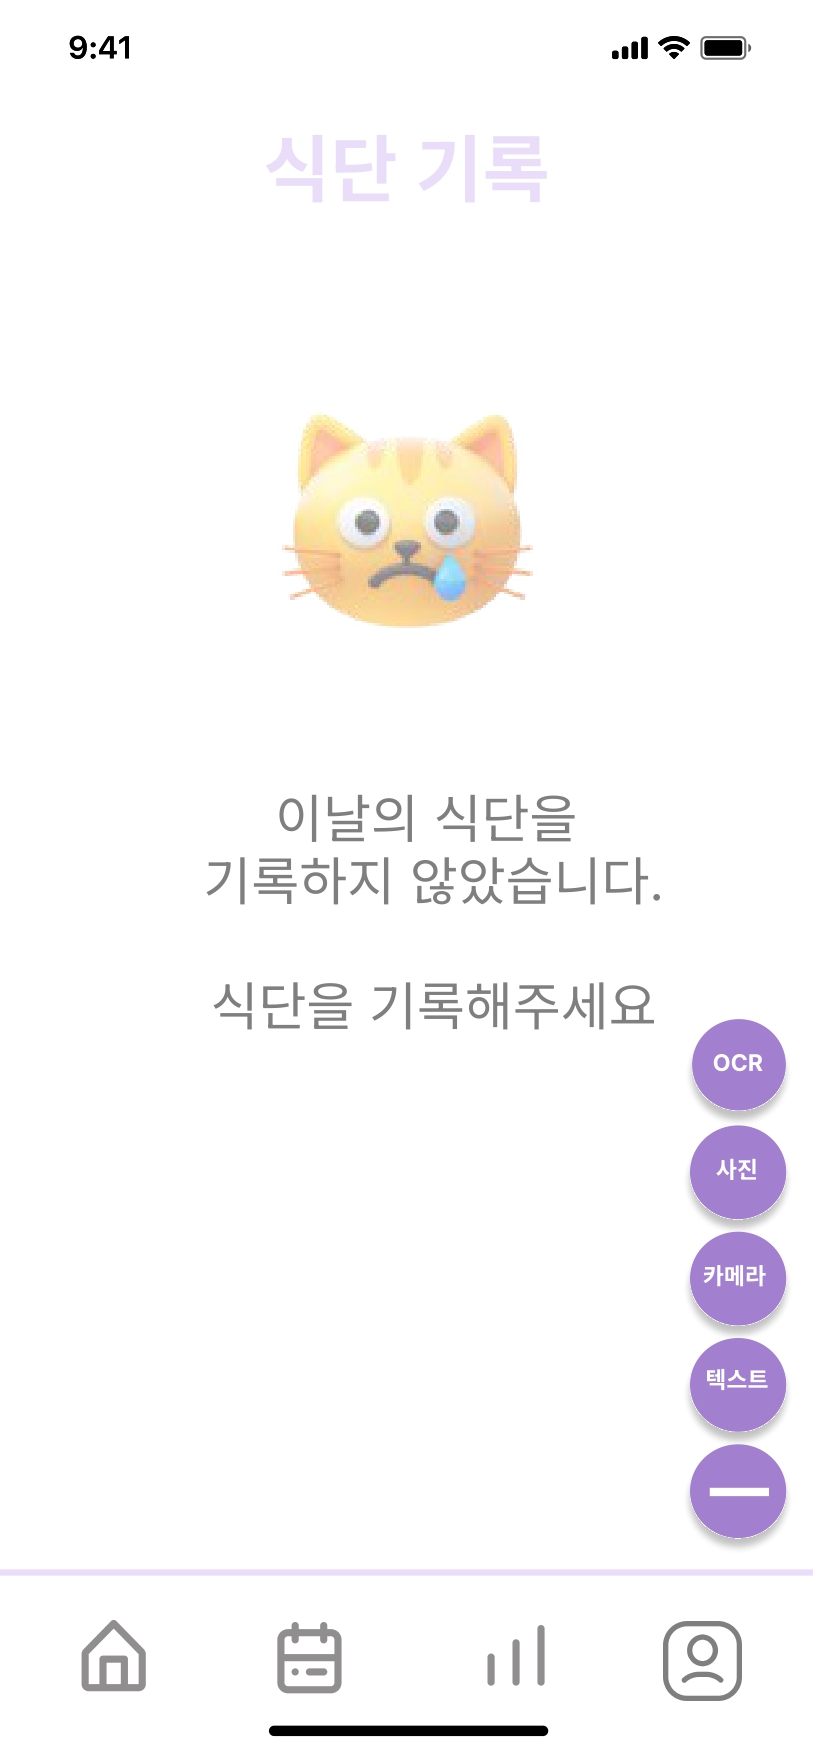 9:41
식단 기록
이날의 식단을
기록하지 않았습니다.
식단을 기록해주세요
OCR
사진
카메라
텍스트